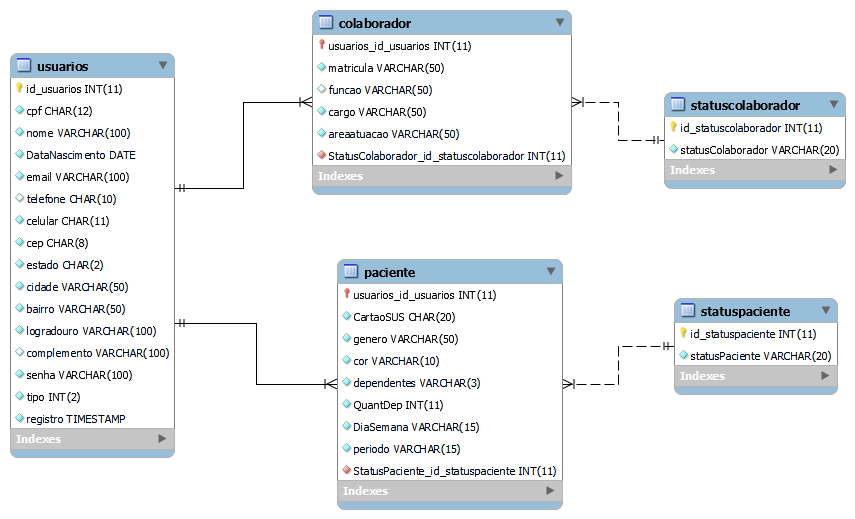 usuarios
id_usuarios INT(11)
cpf CHAR(12)
nome VARCHAR(100)
DataNascimento DATE
email VARCHAR(100)
telefone CHAR(10)
celular CHAR(11)
cep CHAR(8)
estado CHAR(2)
cidade VARCHAR(50)
bairro VARCHAR(50)
logradouro VARCHAR(100)
complemento VARCHAR(100)
senha VARCHAR(100)
tipo INT(2)
registro TIMESTAMP
Indexes
colaborador
usuarios_id_usuarios INT(11)
matricula VARCHAR(50)
funcao VARCHAR(50)
cargo VARCHAR(50)
areaatuacao VARCHAR(50)
StatusColaborador_id_statuscolaborador INT(11)
Indexes
statuscolaborador
id_statuscolaborador INT(11)
statusColaborador VARCHAR(20)
Indexes
paciente
usuarios_id_usuarios INT(11)
CartaoSUS CHAR(20)
genero VARCHAR(50)
cor VARCHAR(10)
dependentes VARCHAR(3)
QuantDep INT(11)
DiaSemana VARCHAR(15)
periodo VARCHAR(15)
StatusPaciente_id_statuspaciente INT(11)
Indexes
statuspaciente
id_statuspaciente INT(11)
statusPaciente VARCHAR(20)
Indexes